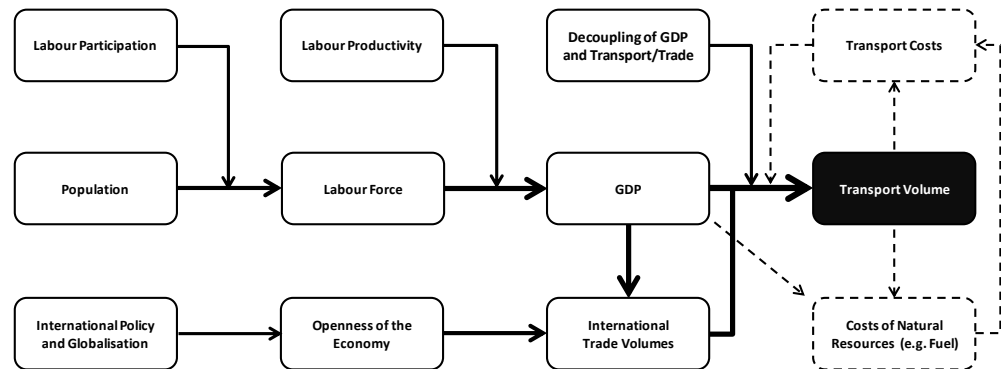 Labour Participation
Labour Productivity
Decoupling of GDP
and Transport/Trade
Transport Costs
Population
Labour Force
GDP
Transport Volume
International Policy
and Globalisation
Openness of the
Economy
International
Trade Volumes
Costs of Natural
Resources (e.g. Fuel)